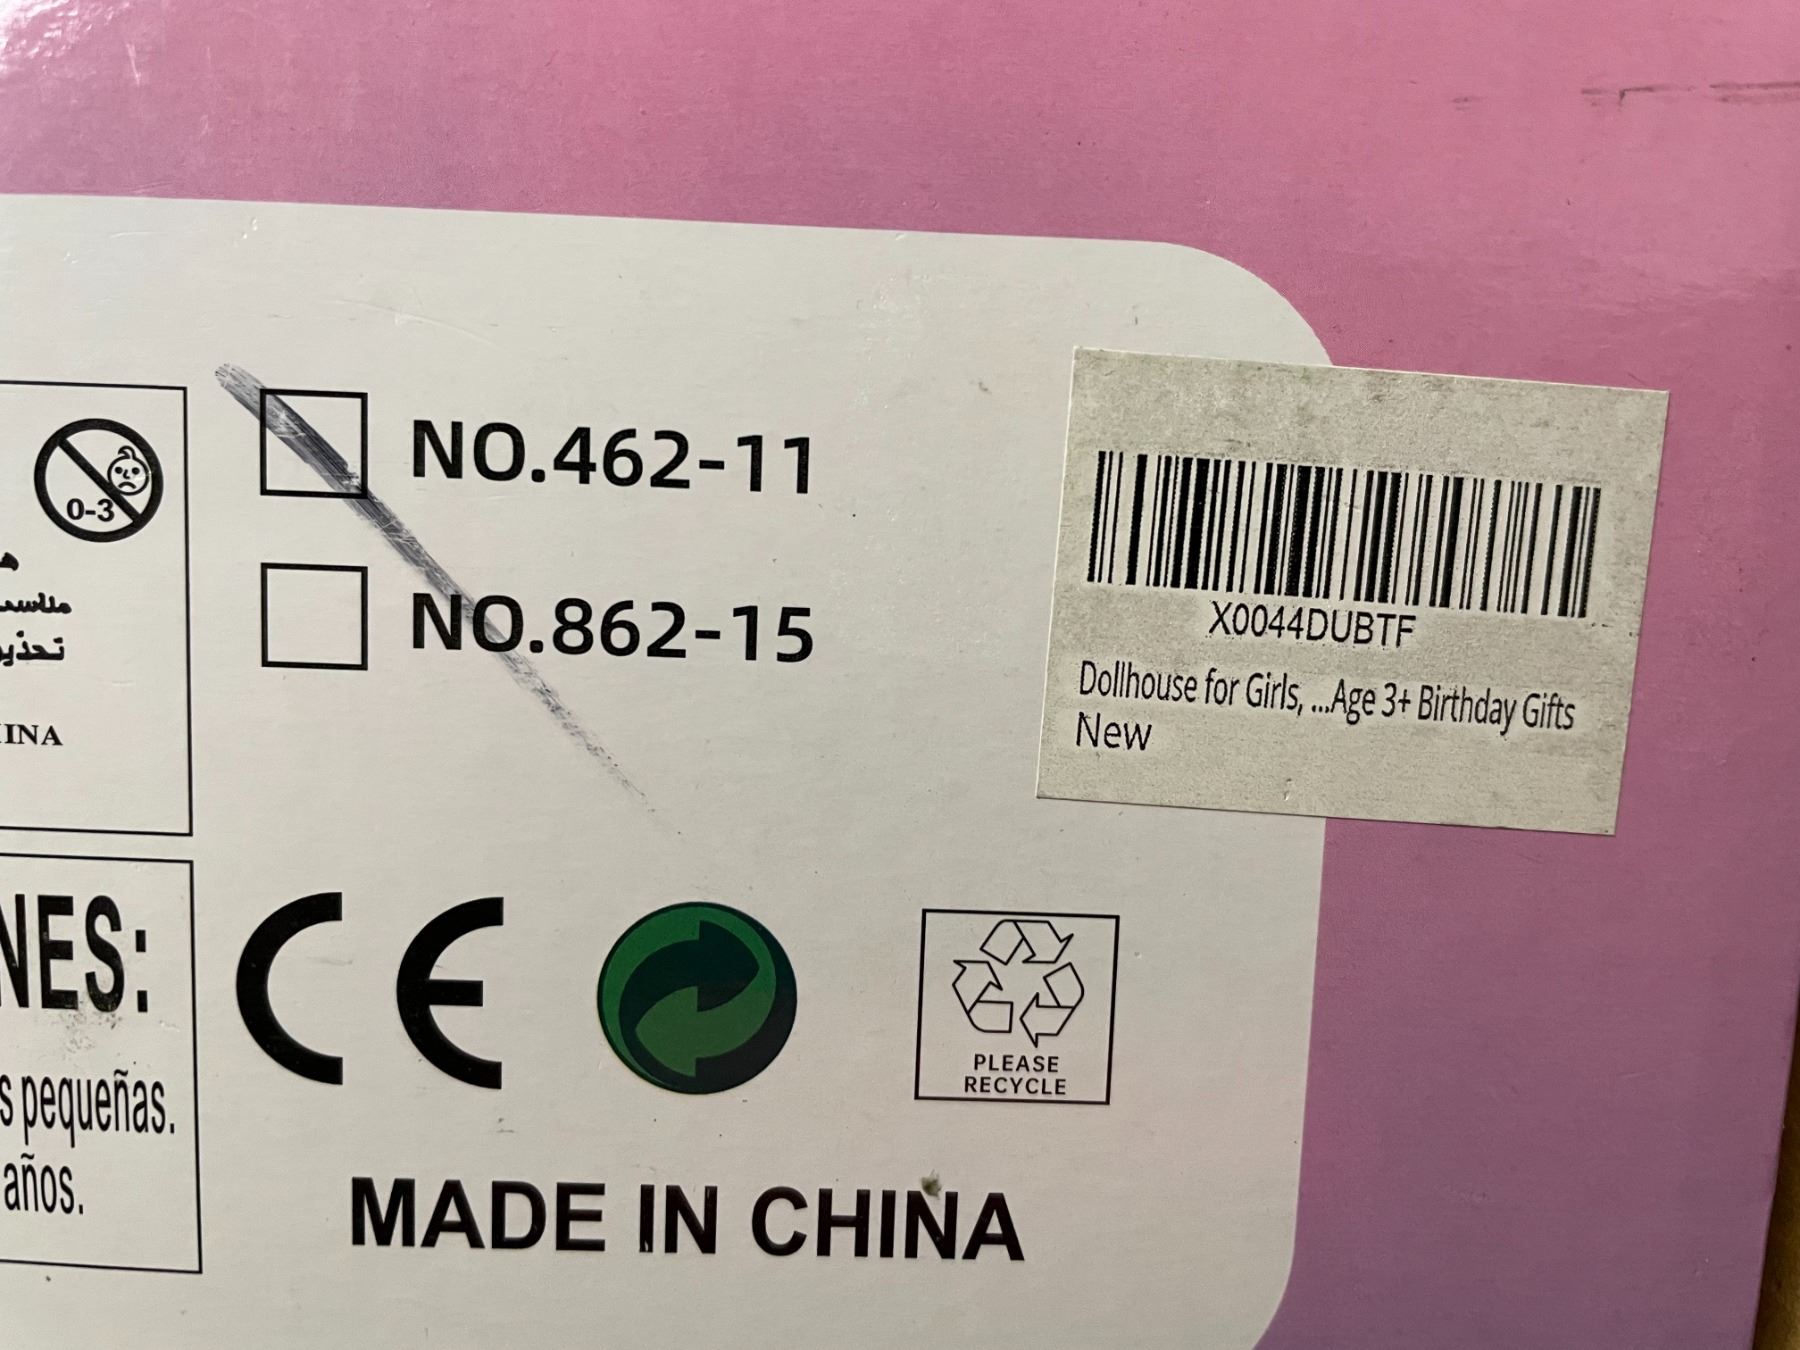 NO.462-11
NO.862-15
X0044DUBTF
Dollhouse for Girls, ...Age 3+ Birthday Gifts
New
0-3
INA
NES:
s pequeñas.
años.
CE
PLEASE
RECYCLE
MADE IN CHINA